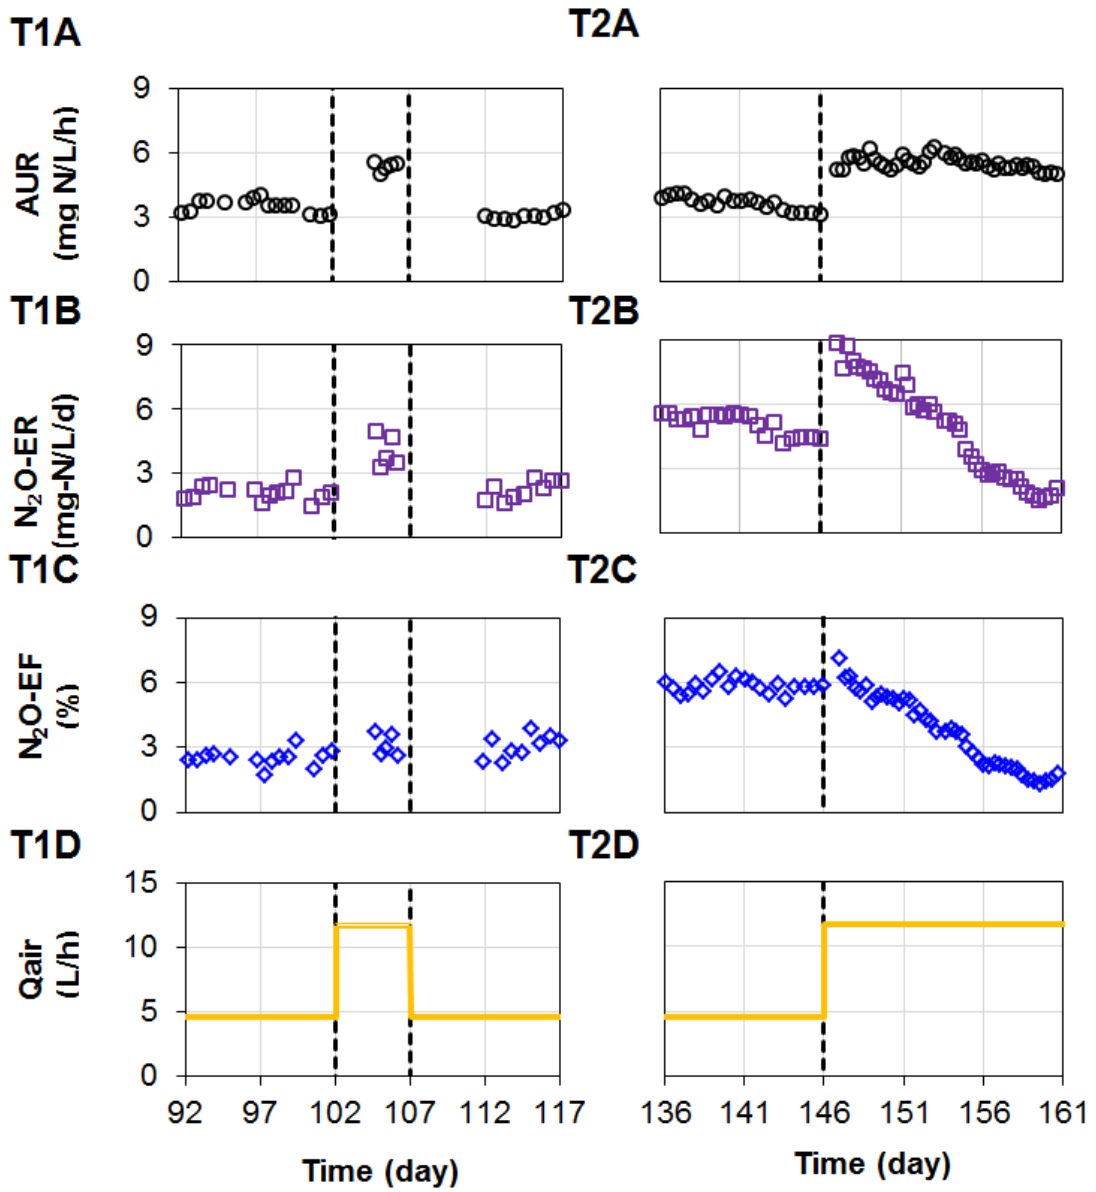 T1A
T2A
9
6
3
0
AUR
(mg N/L/h)
T1B
T2B
9
6
3
0
N₂O-ER
(mg-N/L/d)
T1C
T2C
9
6
3
0
N₂O-EF
(%)
T1D
T2D
15
10
5
0
Qair
(L/h)
92 97 102 107 112 117
136 141 146 151 156 161
Time (day)
Time (day)